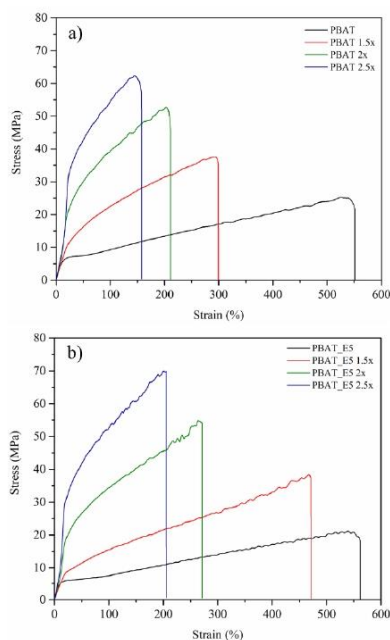 a)
PBAT
PBAT 1.5x
PBAT 2x
PBAT 2.5x
80
70
60
50
40
30
20
10
0
Stress (MPa)
0 100 200 300 400 500 600
Strain (%)
b)
PBAT_E5
PBAT_E5 1.5x
PBAT_E5 2x
PBAT_E5 2.5x
80
70
60
50
40
30
20
10
0
Stress (MPa)
0 100 200 300 400 500 600
Strain (%)